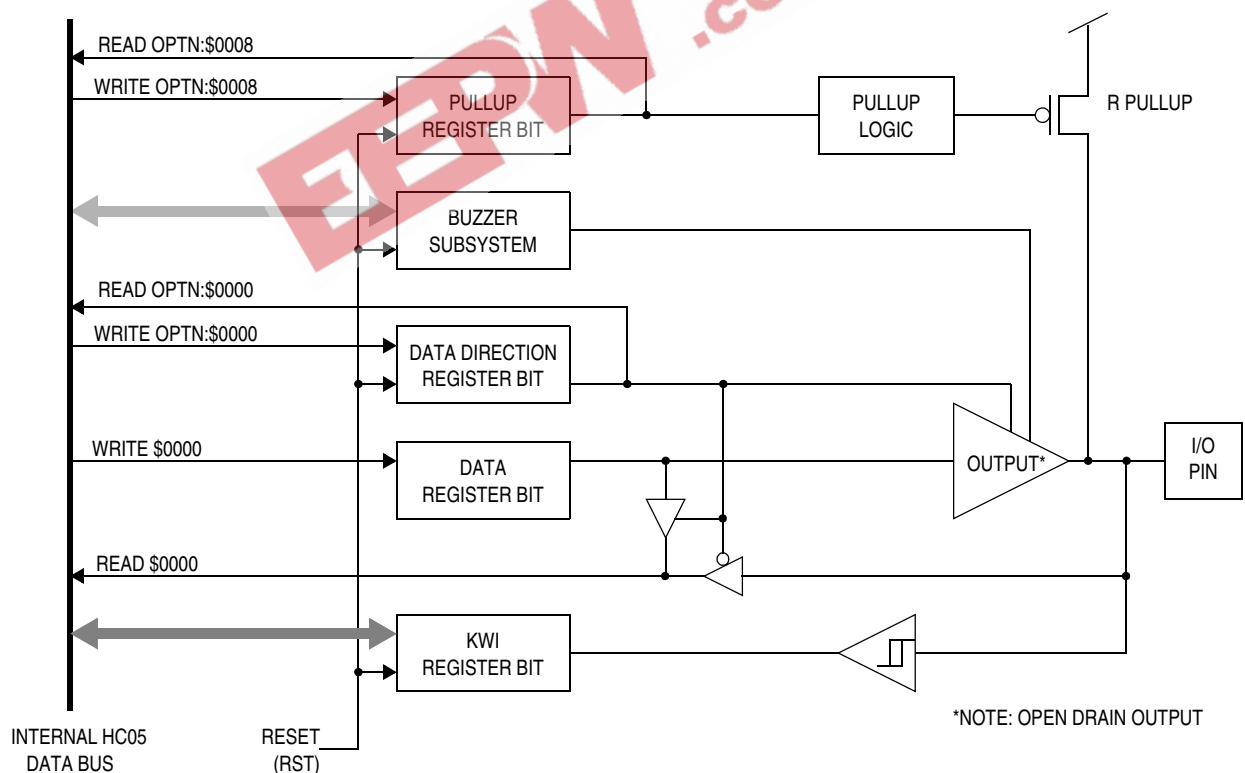 READ OPTN:$0008
WRITE OPTN:$0008
PULLUP
REGISTER BIT
PULLUP
LOGIC
R PULLUP
EEPW.co
BUZZER
SUBSYSTEM
READ OPTN:$0000
WRITE OPTN:$0000
DATA DIRECTION
REGISTER BIT
WRITE $0000
DATA
REGISTER BIT
OUTPUT*
I/O
PIN
READ $0000
KWI
REGISTER BIT
*NOTE: OPEN DRAIN OUTPUT
INTERNAL HC05
DATA BUS
RESET
(RST)